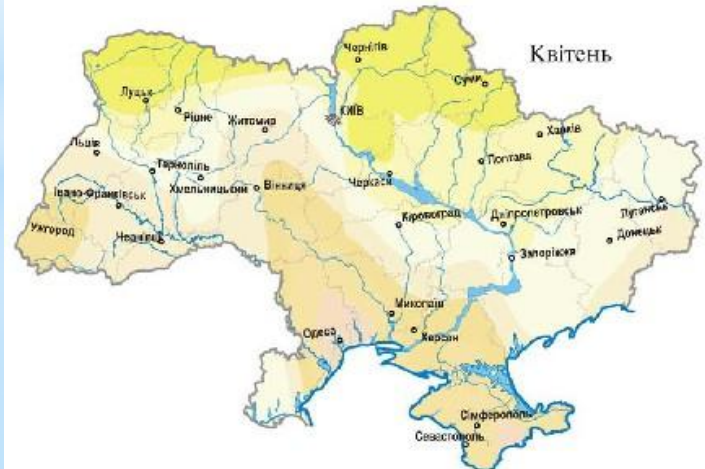 Квітень
Чернігів
Суми
Луцьк
Рівне
Житомир
КИЇВ
Харків
Львів
Полтава
Тернопіль
Хмельницький
Черкаси
Вінниця
Івано-Франківськ
Луганськ
Кіровоград
Дніпропетровськ
Ужгород
Чернівці
Донецьк
Запоріжжя
Миколаїв
Одеса
Херсон
Сімферополь
Севастополь